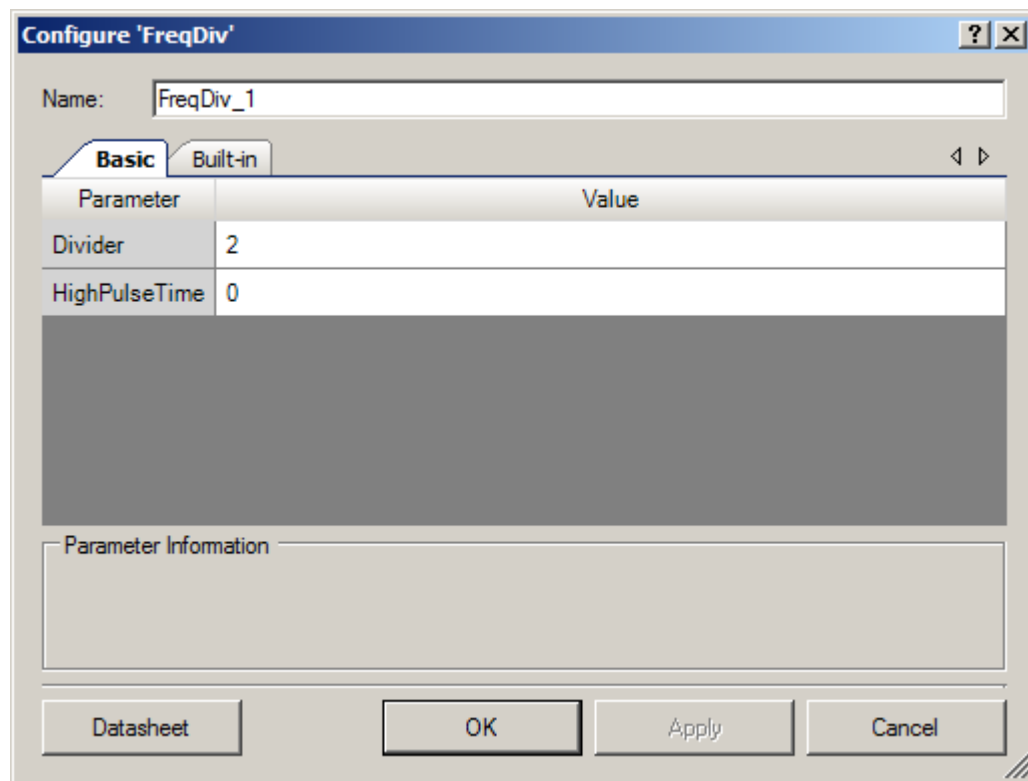 Configure 'FreqDiv'
Name: FreqDiv_1
Basic Built-in
Parameter Value
Divider 2
HighPulseTime 0
Parameter Information
Datasheet OK Apply Cancel